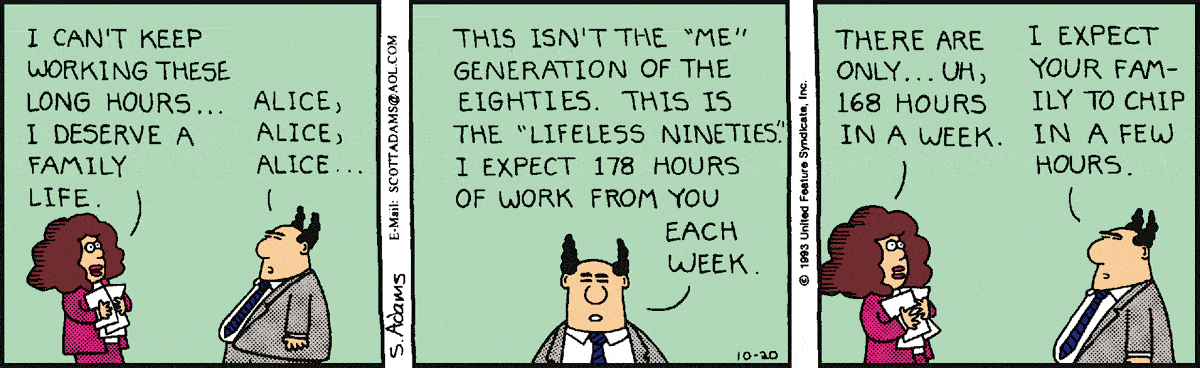 I CAN'T KEEP
WORKING THESE
LONG HOURS...
I DESERVE A
FAMILY
LIFE.
ALICE,
ALICE,
ALICE...
S. Adams
E-Mail: SCOTTADAMS@AOL.COM
THIS ISN'T THE "ME"
GENERATION OF THE
EIGHTIES. THIS IS
THE "LIFELESS NINETIES."
I EXPECT 178 HOURS
OF WORK FROM YOU
EACH
WEEK.
10-20
© 1993 United Feature Syndicate, Inc.
THERE ARE
ONLY... UH,
168 HOURS
IN A WEEK.
I EXPECT
YOUR FAM-
ILY TO CHIP
IN A FEW
HOURS.